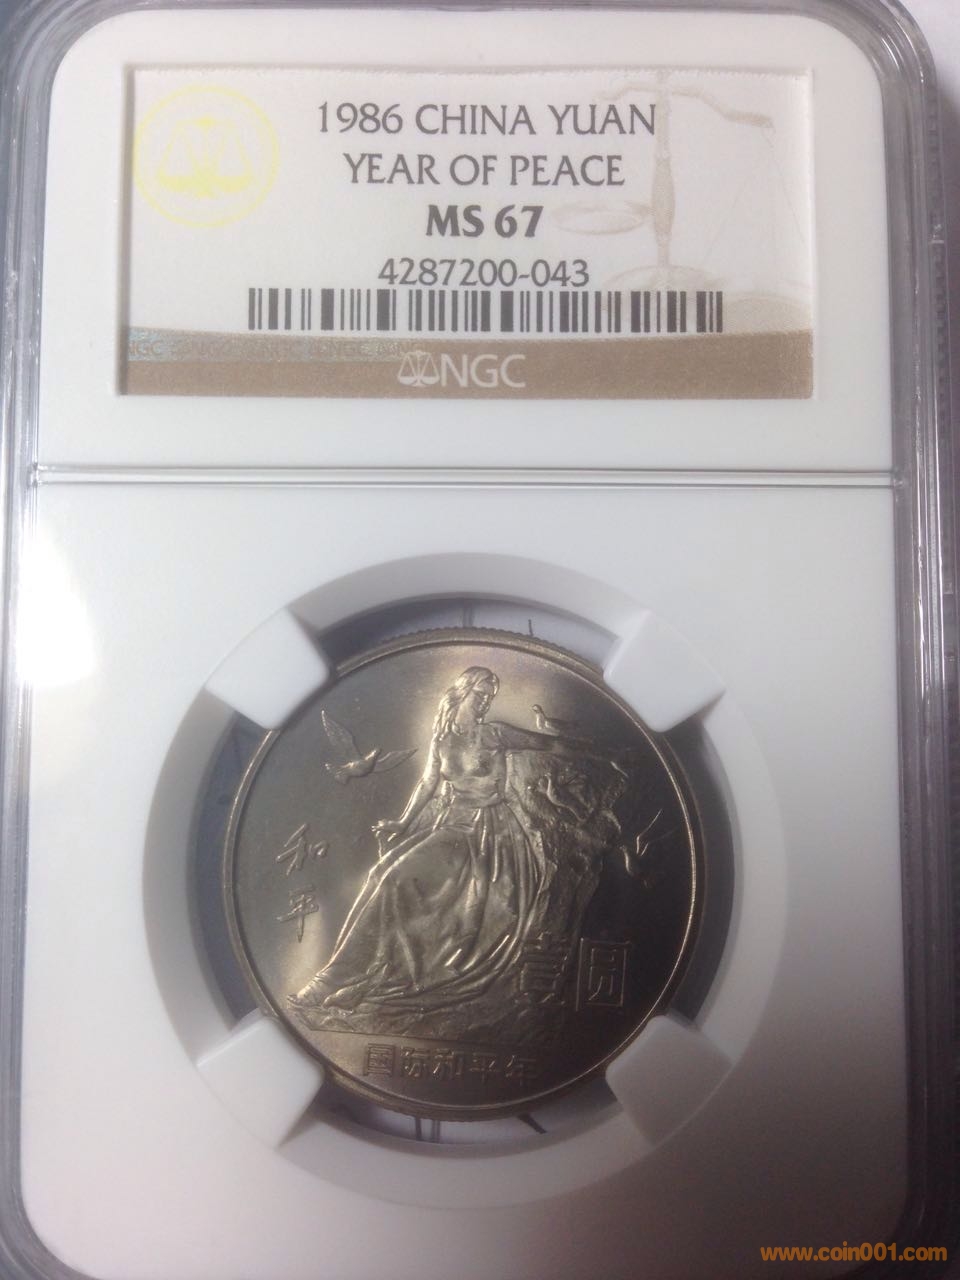 1986 CHINA YUAN
YEAR OF PEACE
MS 67
4287200-043
NGC
和平
壹圆
国际和平年
www.coin001.com